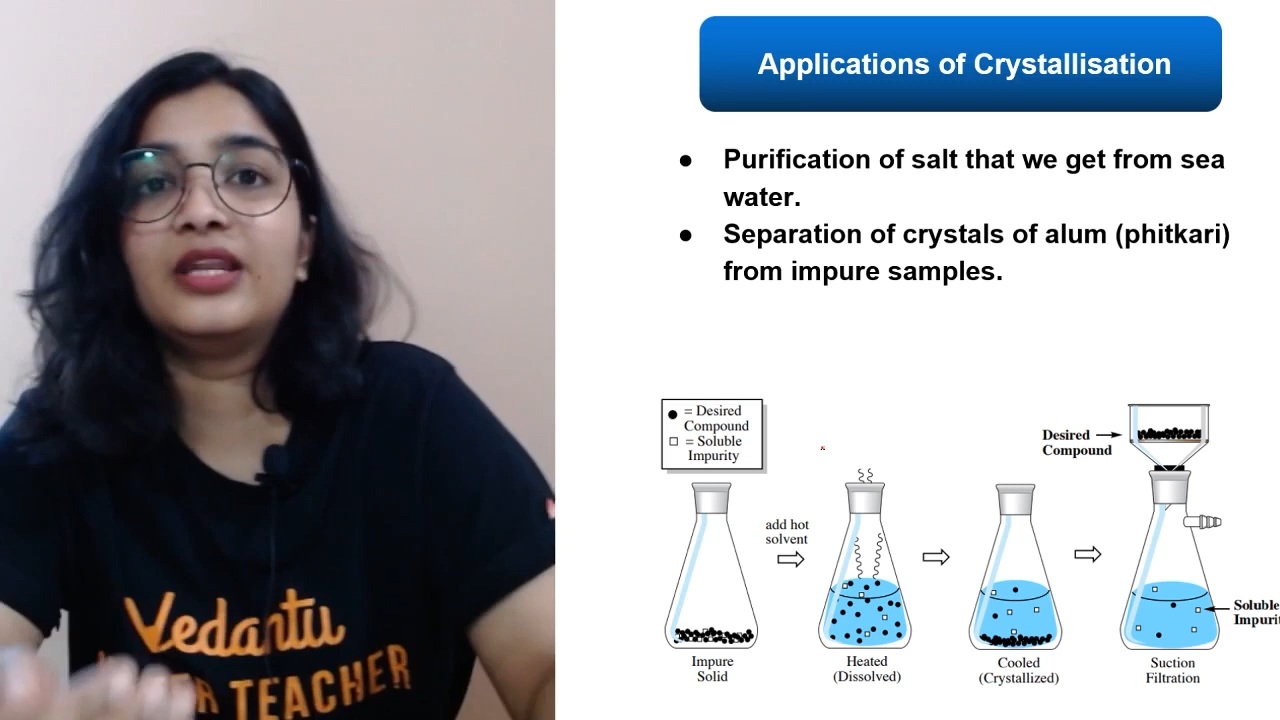 Applications of Crystallisation
● Purification of salt that we get from sea
water.
● Separation of crystals of alum (phitkari)
from impure samples.
= Desired
Compound
= Soluble
Impurity
add hot
solvent
Desired
Compound
Soluble
Impuri
Impure
Solid
Heated
(Dissolved)
Cooled
(Crystallized)
Suction
Filtration
Vedantu
TEACHER